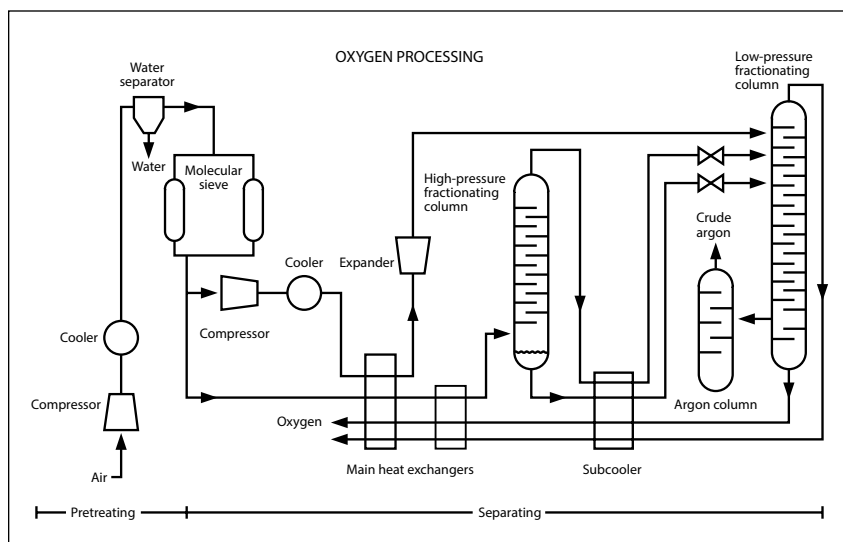 OXYGEN PROCESSING
Low-pressure
fractionating
column
Water
separator
Water
Molecular
sieve
High-pressure
fractionating
column
Crude
argon
Cooler
Expander
Cooler
Compressor
Compressor
Argon column
Oxygen
Main heat exchangers
Subcooler
Air
Pretreating
Separating